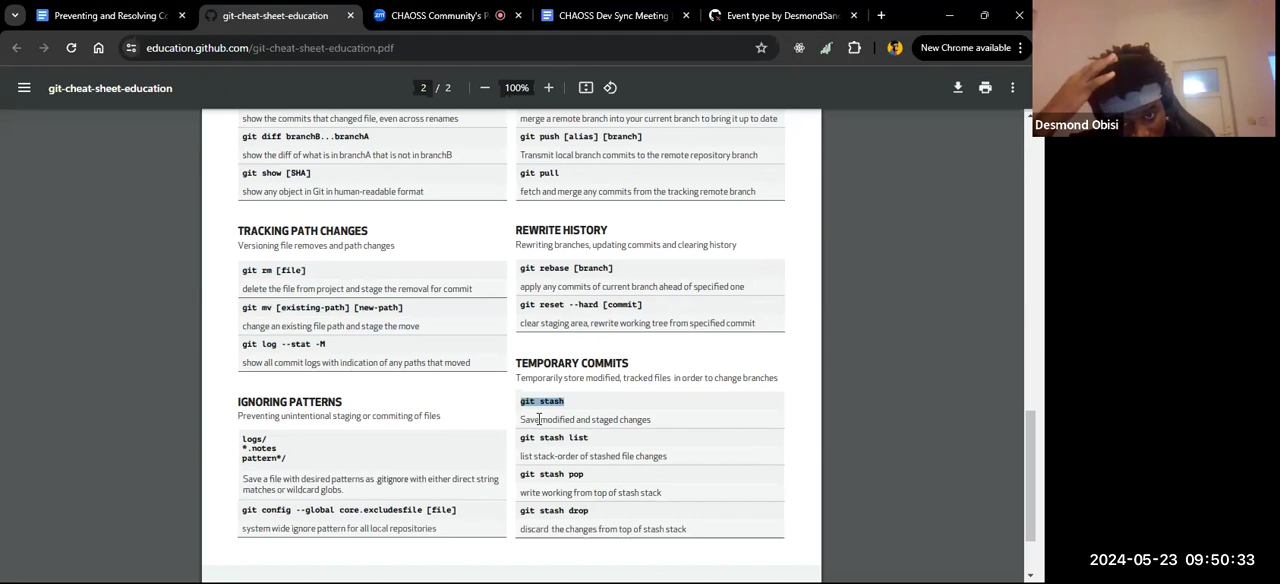 Preventing and Resolving Co
git-cheat-sheet-education
CHAOSS Community's P
CHAOSS Dev Sync Meeting
Event type by DesmondSan
education.github.com/git-cheat-sheet-education.pdf
New Chrome available
git-cheat-sheet-education
2 / 2
100%
show the commits that changed file, even across renames
git diff branchB...branchA
show the diff of what is in branchA that is not in branchB
git show [SHA]
show any object in Git in human-readable format
TRACKING PATH CHANGES
Versioning file removes and path changes
git rm [file]
delete the file from project and stage the removal for commit
git mv [existing-path] [new-path]
change an existing file path and stage the move
git log --stat -M
show all commit logs with indication of any paths that moved
IGNORING PATTERNS
Preventing unintentional staging or commiting of files
logs/
*.notes
pattern*/
Save a file with desired patterns as .gitignore with either direct string
matches or wildcard globs.
git config --global core.excludesfile [file]
system wide ignore pattern for all local repositories
merge a remote branch into your current branch to bring it up to date
git push [alias] [branch]
Transmit local branch commits to the remote repository branch
git pull
fetch and merge any commits from the tracking remote branch
REWRITE HISTORY
Rewriting branches, updating commits and clearing history
git rebase [branch]
apply any commits of current branch ahead of specified one
git reset --hard [commit]
clear staging area, rewrite working tree from specified commit
TEMPORARY COMMITS
Temporarily store modified, tracked files in order to change branches
git stash
Save modified and staged changes
git stash list
list stack-order of stashed file changes
git stash pop
write working from top of stash stack
git stash drop
discard the changes from top of stash stack
Desmond Obisi
2024-05-23 09:50:33